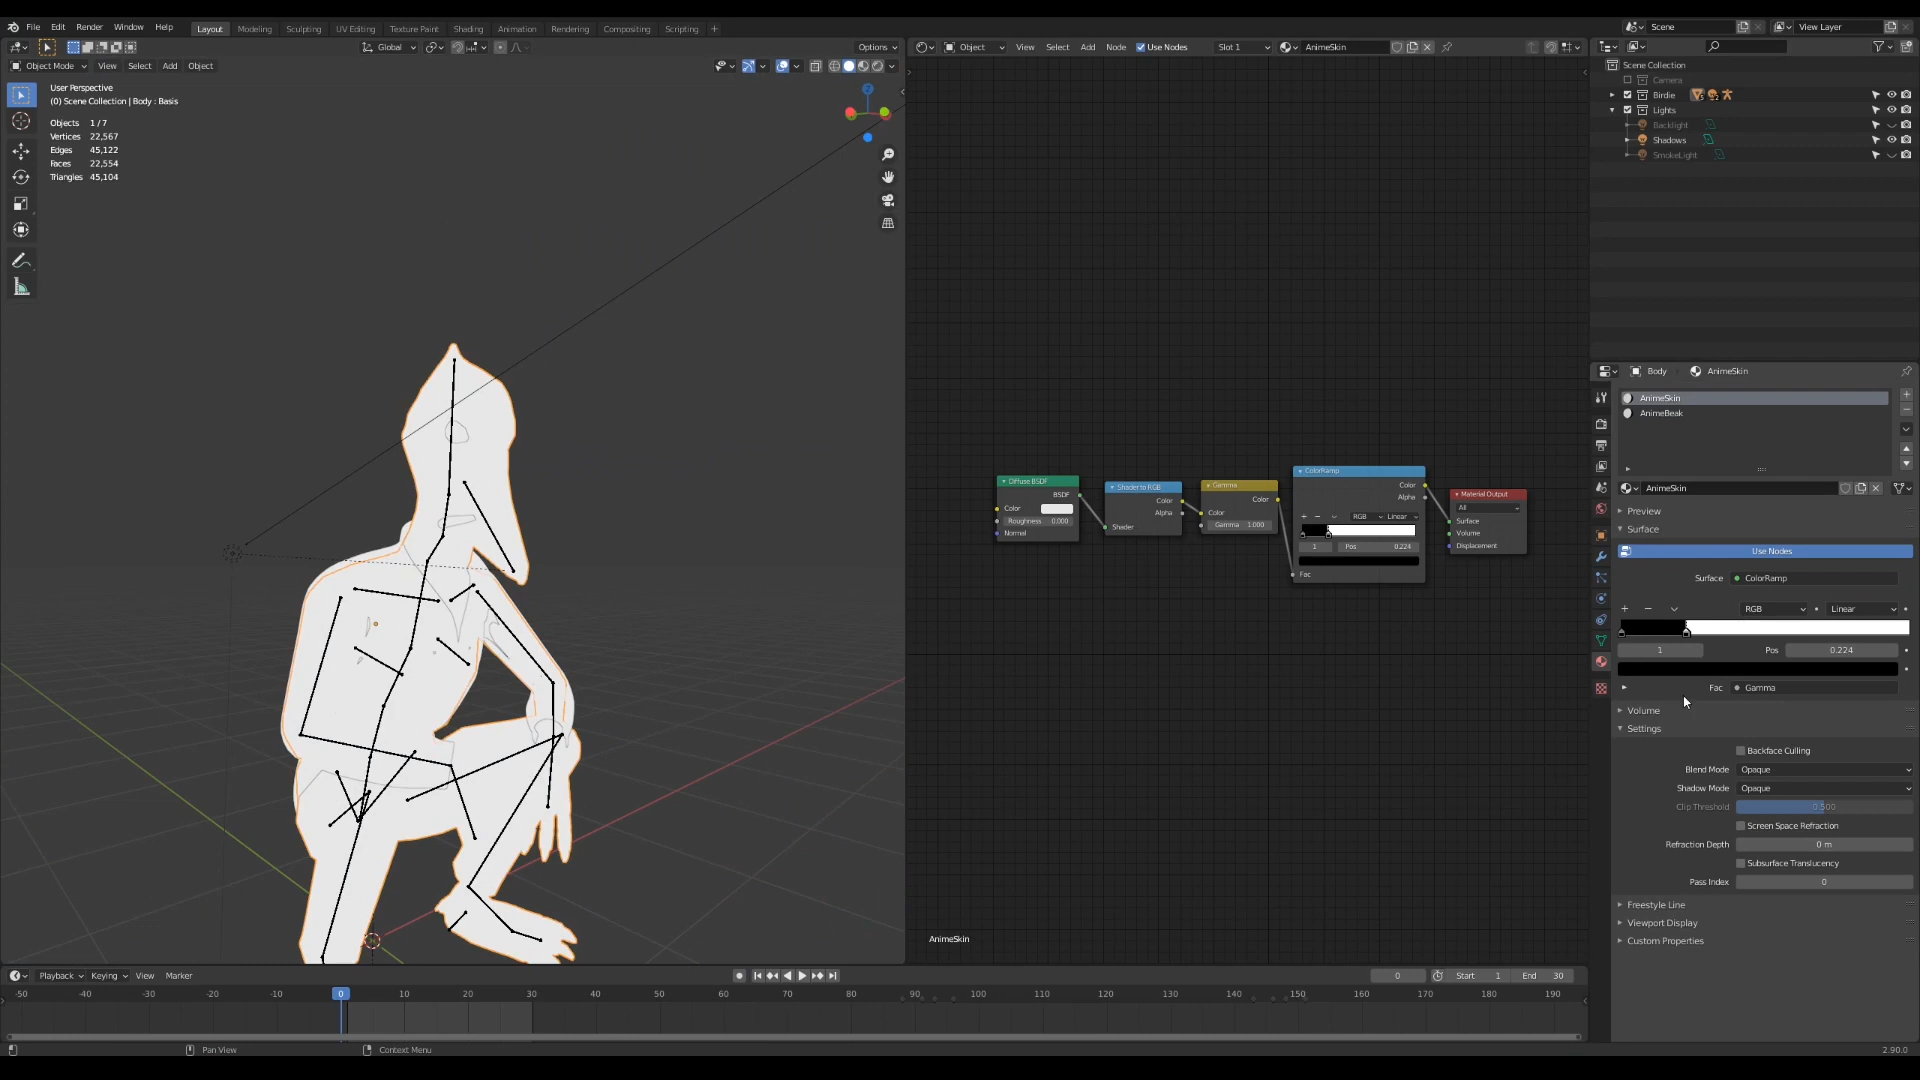 File Edit Render Window Help Layout Modeling Sculpting UV Editing Texture Paint Shading Animation Rendering Compositing Scripting + Scene View Layer
Global Options Object View Select Add Node Use Nodes Slot 1 AnimeSkin
Object Mode View Select Add Object
User Perspective
(0) Scene Collection | Body : Basis
Objects 1/7
Vertices 22,567
Edges 45,122
Faces 22,554
Triangles 45,104
Z
Diffuse BSDF
BSDF
Color
Roughness 0.000
Normal
Shader to RGB
Color
Alpha
Shader
Gamma
Color
Color
Gamma 1.000
ColorRamp
Color
Alpha
RGB Linear
1 Pos 0.224
Fac
Material Output
All
Surface
Volume
Displacement
AnimeSkin
Scene Collection
Camera
Birdie
Lights
Backlight
Shadows
SmokeLight
Body AnimeSkin
AnimeSkin
AnimeBeak
AnimeSkin
Preview
Surface
Use Nodes
Surface ColorRamp
RGB Linear
1 Pos 0.224
Fac Gamma
Volume
Settings
Backface Culling
Blend Mode Opaque
Shadow Mode Opaque
Clip Threshold 0.500
Screen Space Refraction
Refraction Depth 0 m
Subsurface Translucency
Pass Index 0
Freestyle Line
Viewport Display
Custom Properties
Playback Keying View Marker 0 Start 1 End 30
-50 -40 -30 -20 -10 0 10 20 30 40 50 60 70 80 90 100 110 120 130 140 150 160 170 180 190
Pan View Context Menu 2.90.0